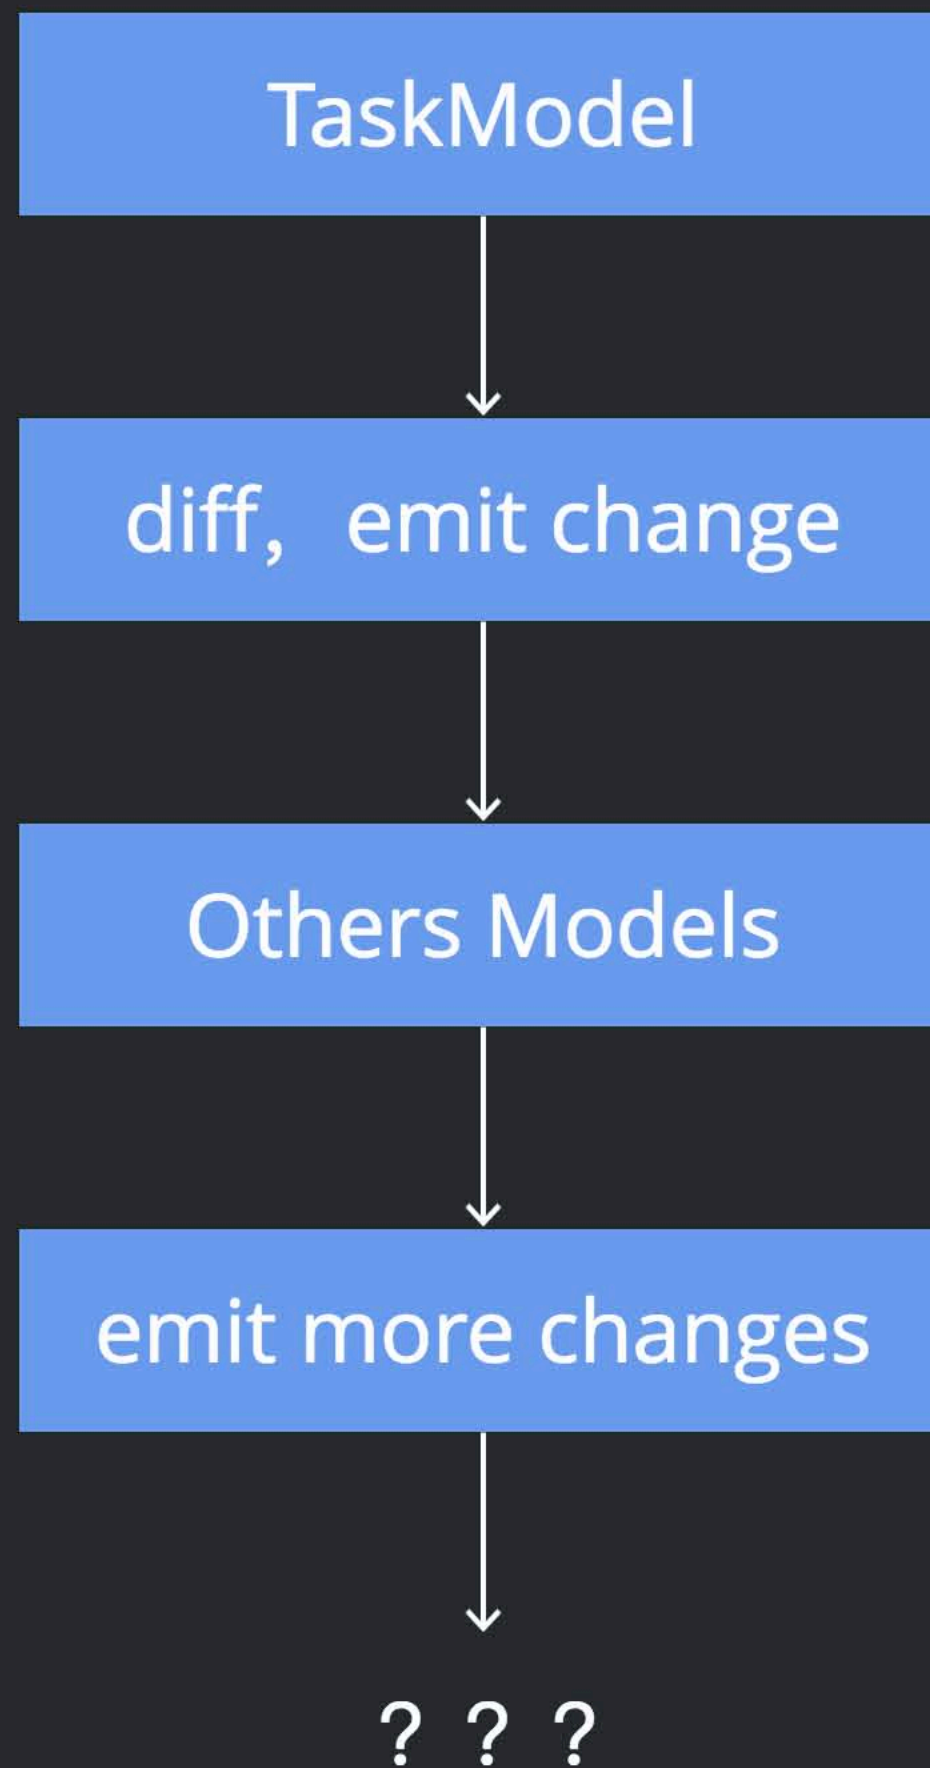 TaskModel
diff， emit change
Others Models
emit more changes
? ? ?